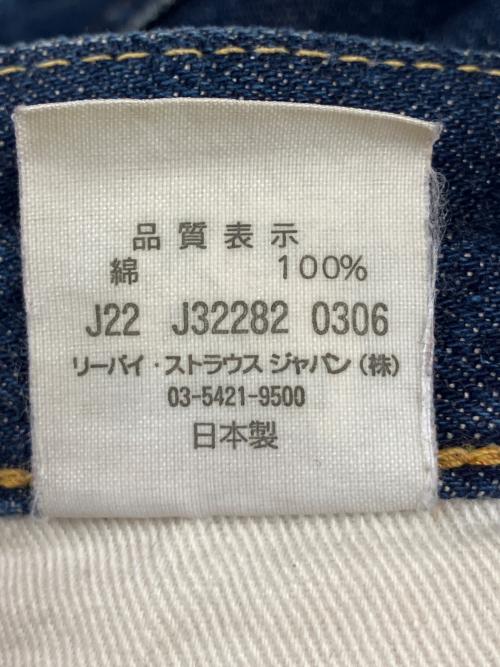 品質表示
綿 100%
J22 J32282 0306
リーバイ・ストラウス ジャパン(株)
03-5421-9500
日本製